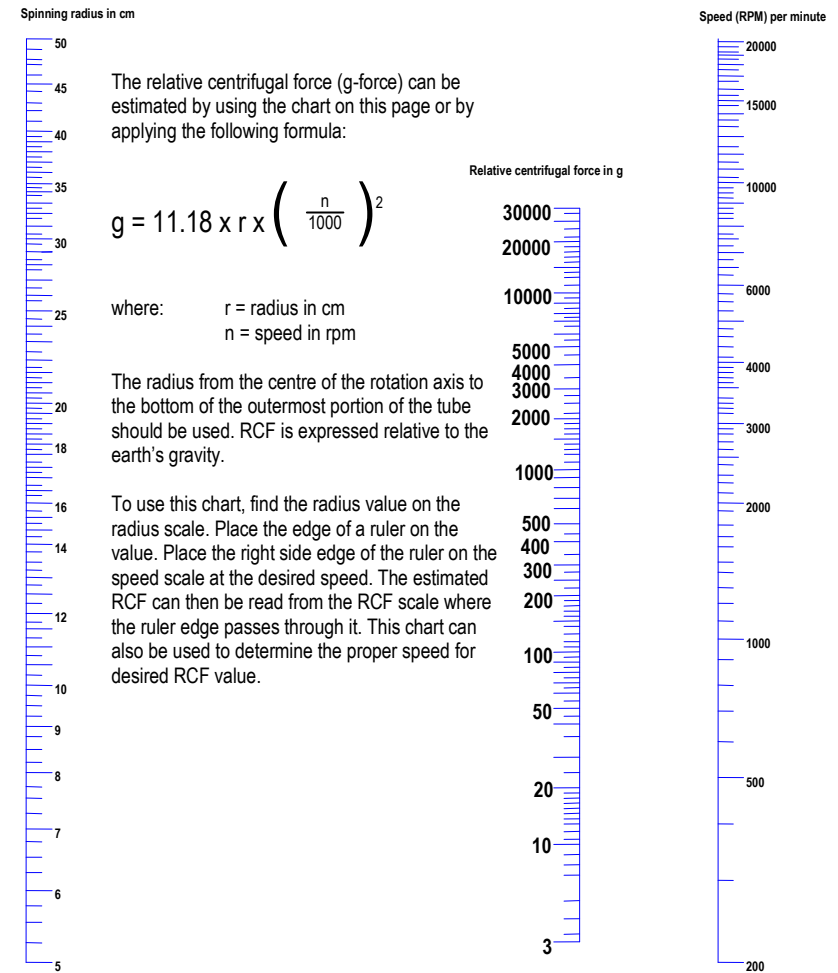 Spinning radius in cm
50
45
40
35
30
25
20
18
16
14
12
10
9
8
7
6
5
The relative centrifugal force (g-force) can be
estimated by using the chart on this page or by
applying the following formula:
g = 11.18 x r x ( n / 1000 ) 2
where: r = radius in cm
n = speed in rpm
The radius from the centre of the rotation axis to
the bottom of the outermost portion of the tube
should be used. RCF is expressed relative to the
earth's gravity.
To use this chart, find the radius value on the
radius scale. Place the edge of a ruler on the
value. Place the right side edge of the ruler on the
speed scale at the desired speed. The estimated
RCF can then be read from the RCF scale where
the ruler edge passes through it. This chart can
also be used to determine the proper speed for
desired RCF value.
Relative centrifugal force in g
30000
20000
10000
5000
4000
3000
2000
1000
500
400
300
200
100
50
20
10
3
Speed (RPM) per minute
20000
15000
10000
6000
4000
3000
2000
1000
500
200